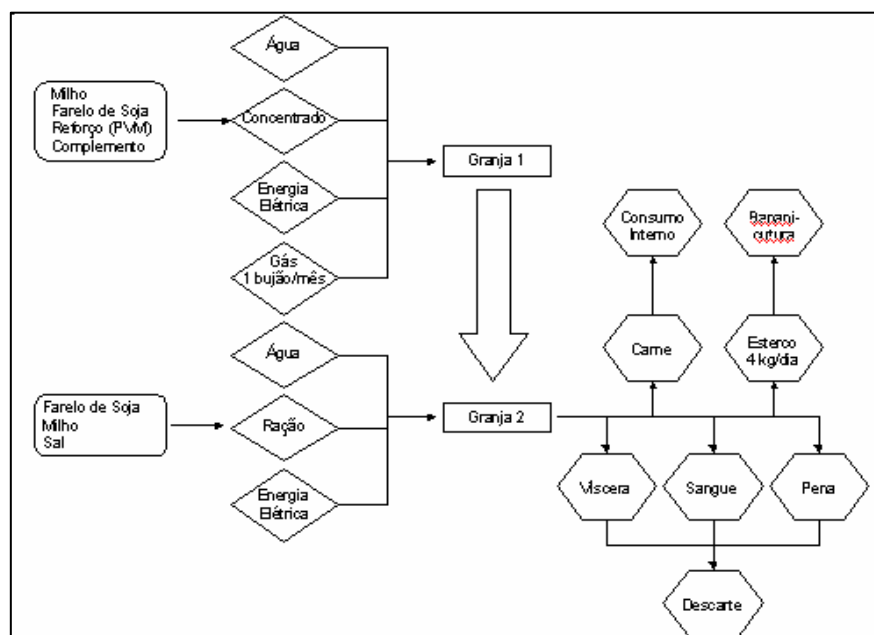 Água
Milho
Farelo de Soja
Reforço (PVM)
Complemento
Concentrado
Granja 1
Energia
Elétrica
Gás
1 bujão/mês
Consumo
Interno
Banani-
cutura
Água
Carne
Esterco
4 kg/dia
Farelo de Soja
Milho
Sal
Ração
Granja 2
Energia
Elétrica
Víscera
Sangue
Pena
Descarte